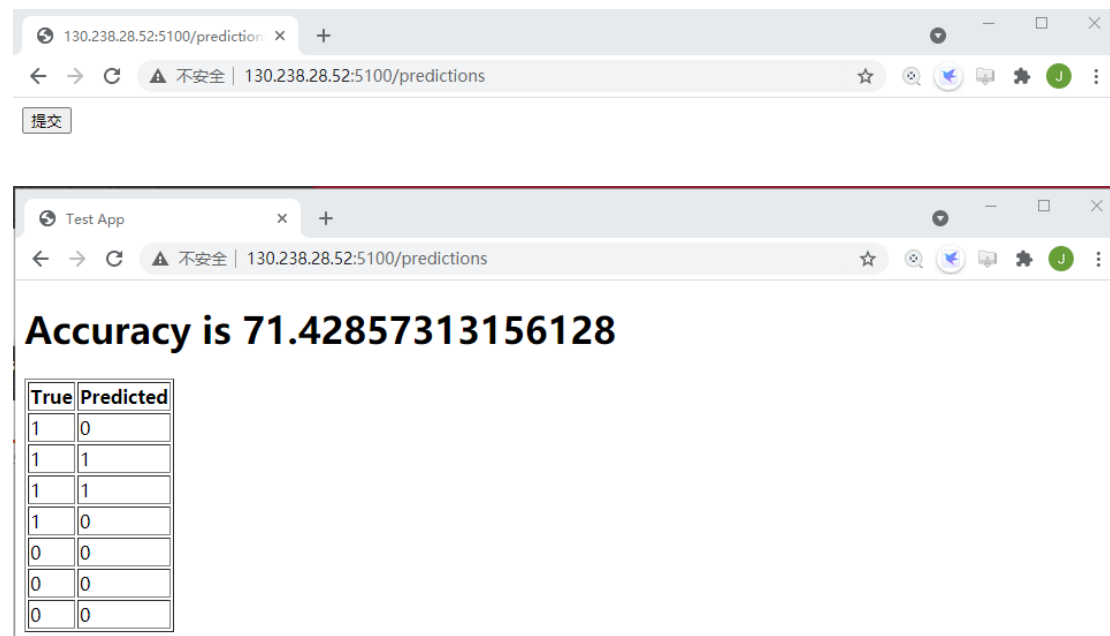 130.238.28.52:5100/prediction
不安全 | 130.238.28.52:5100/predictions
J
提交
Test App
不安全 | 130.238.28.52:5100/predictions
J
Accuracy is 71.42857313156128
True Predicted
1 0
1 1
1 1
1 0
0 0
0 0
0 0